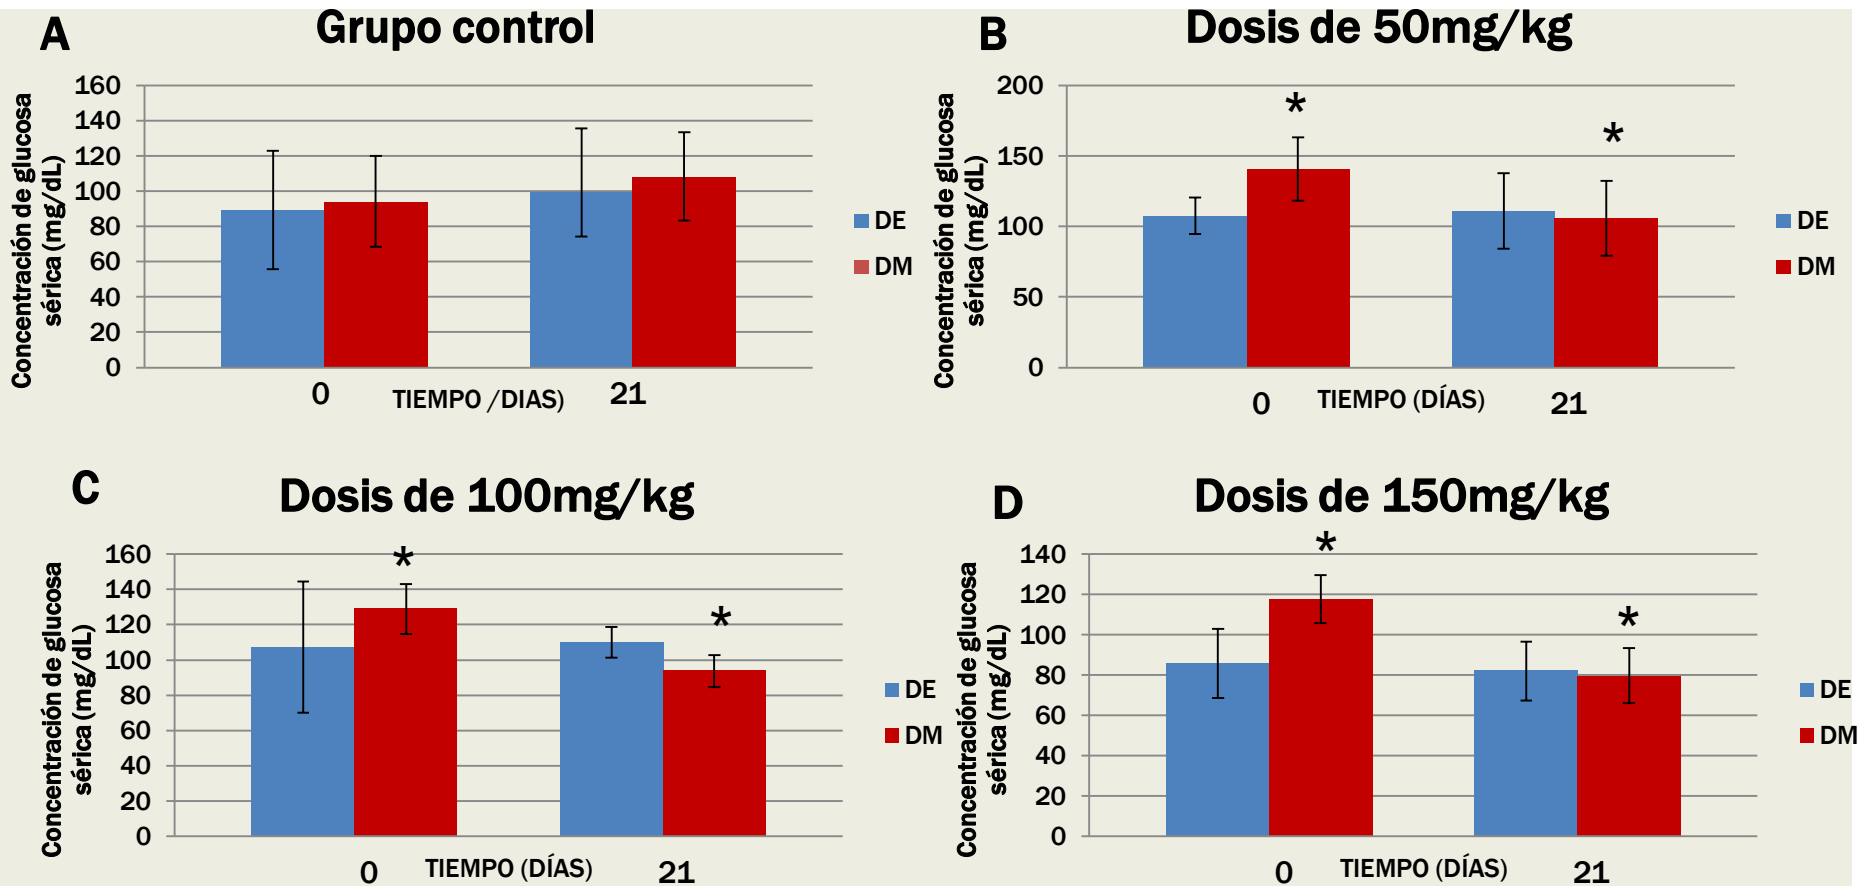 A
Grupo control
Concentración de glucosa
sérica (mg/dL)
160
140
120
100
80
60
40
20
0
0
TIEMPO /DIAS)
21
DE
DM
B
Dosis de 50mg/kg
Concentración de glucosa
sérica (mg/dL)
200
150
100
50
0
*
*
0
TIEMPO (DÍAS)
21
DE
DM
C
Dosis de 100mg/kg
Concentración de glucosa
sérica (mg/dL)
160
140
120
100
80
60
40
20
0
*
*
0
TIEMPO (DÍAS)
21
DE
DM
D
Dosis de 150mg/kg
Concentración de glucosa
sérica (mg/dL)
140
120
100
80
60
40
20
0
*
*
0
TIEMPO (DÍAS)
21
DE
DM